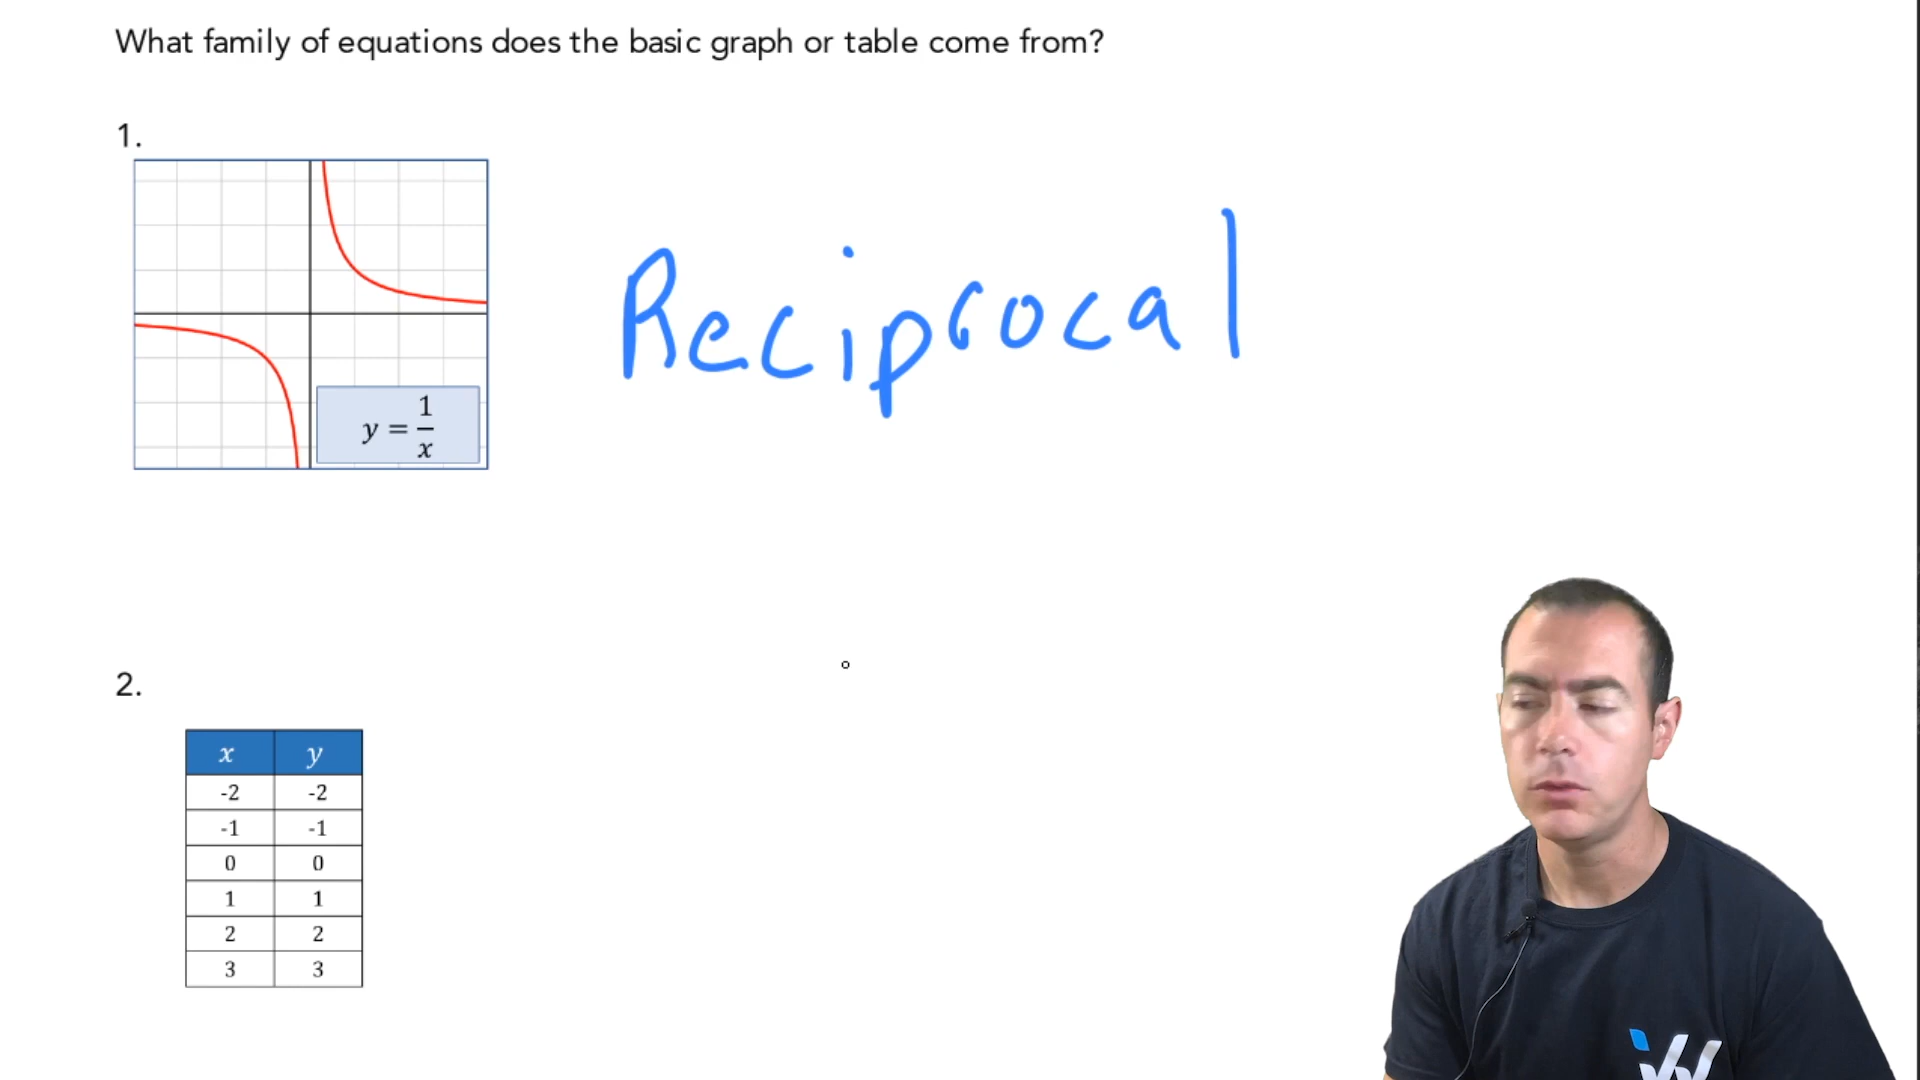 What family of equations does the basic graph or table come from?
1.
Reciprocal
y = 1/x
2.
x y
-2 -2
-1 -1
0 0
1 1
2 2
3 3